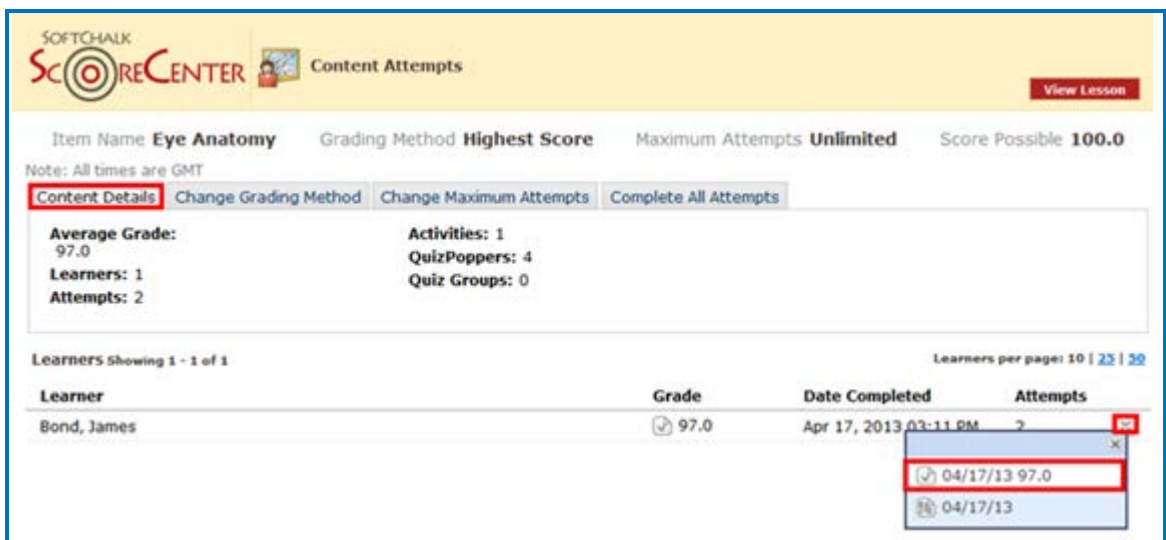 SOFTCHALK
SCORECENTER Content Attempts
View Lesson
Item Name Eye Anatomy Grading Method Highest Score Maximum Attempts Unlimited Score Possible 100.0
Note: All times are GMT
Content Details Change Grading Method Change Maximum Attempts Complete All Attempts
Average Grade: Activities: 1
97.0 QuizPoppers: 4
Learners: 1 Quiz Groups: 0
Attempts: 2
Learners Showing 1 - 1 of 1 Learners per page: 10 | 25 | 50
Learner Grade Date Completed Attempts
Bond, James 97.0 Apr 17, 2013 03:11 PM 2
04/17/13 97.0
04/17/13